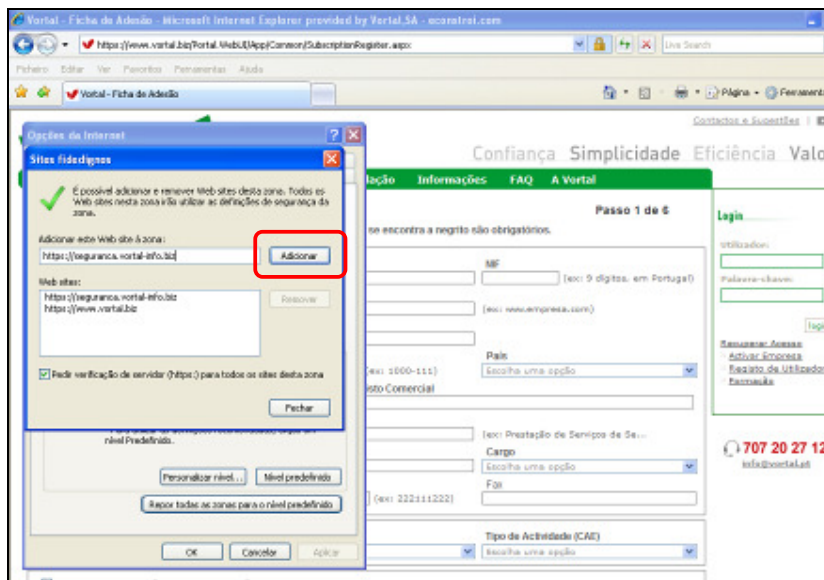 Vortal - Ficha de Adesão - Microsoft Internet Explorer provided by Vortal,SA - econstroi.com
https://www.vortal.biz/Portal.WebUI/App/Common/SubscriptionRegister.aspx
Live Search
Ficheiro Editar Ver Favoritos Ferramentas Ajuda
Vortal - Ficha de Adesão
Página
Ferramenta
Contactos e Sugestões |
Opções da Internet
Confiança Simplicidade Eficiência Valo
Sites fidedignos
lação Informações FAQ A Vortal
É possível adicionar e remover Web sites desta zona. Todos os
Web sites nesta zona irão utilizar as definições de segurança da
zona.
Passo 1 de 6
se encontra a negrito são obrigatórios.
Login
Adicionar este Web site à zona:
Utilizador:
https://seguranca.vortal-info.biz
Adicionar
NIF
(ex: 9 dígitos, em Portugal)
Palavra-chave:
Web sites:
https://seguranca.vortal-info.biz
https://www.vortal.biz
Remover
(ex: www.empresa.com)
logi
Recuperar Acesso
Activar Empresa
Registo de Utilizador
Formação
País
(ex: 1000-111)
Escolha uma opção
Pedir verificação de servidor (https:) para todos os sites desta zona
sto Comercial
Fechar
nível Predefinido.
(ex: Prestação de Serviços de Se...
Cargo
Escolha uma opção
707 20 27 12
info@vortal.pt
Personalizar nível...
Nível predefinido
Fax
(ex: 222111222)
Repor todas as zonas para o nível predefinido
Tipo de Actividade (CAE)
Escolha uma opção
OK
Cancelar
Aplicar